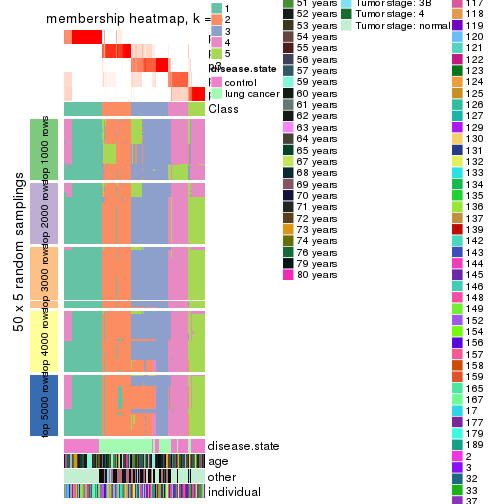 membership heatmap, k =
1
2
3
4
5
disease.state
control
lung cancer
Class
50 x 5 random samplings
top 1000 rows
top 2000 rows
top 3000 rows
top 4000 rows
top 5000 rows
disease.state
age
other
individual
51 years
52 years
53 years
54 years
55 years
56 years
57 years
59 years
60 years
61 years
62 years
63 years
64 years
65 years
67 years
68 years
69 years
70 years
71 years
72 years
73 years
74 years
76 years
79 years
80 years
Tumor stage: 3B
Tumor stage: 4
Tumor stage: normal
117
118
119
120
121
122
123
124
125
126
127
129
130
131
132
133
134
135
136
137
139
142
143
144
145
146
148
149
152
154
156
157
158
159
165
167
17
177
179
189
2
3
32
33
37